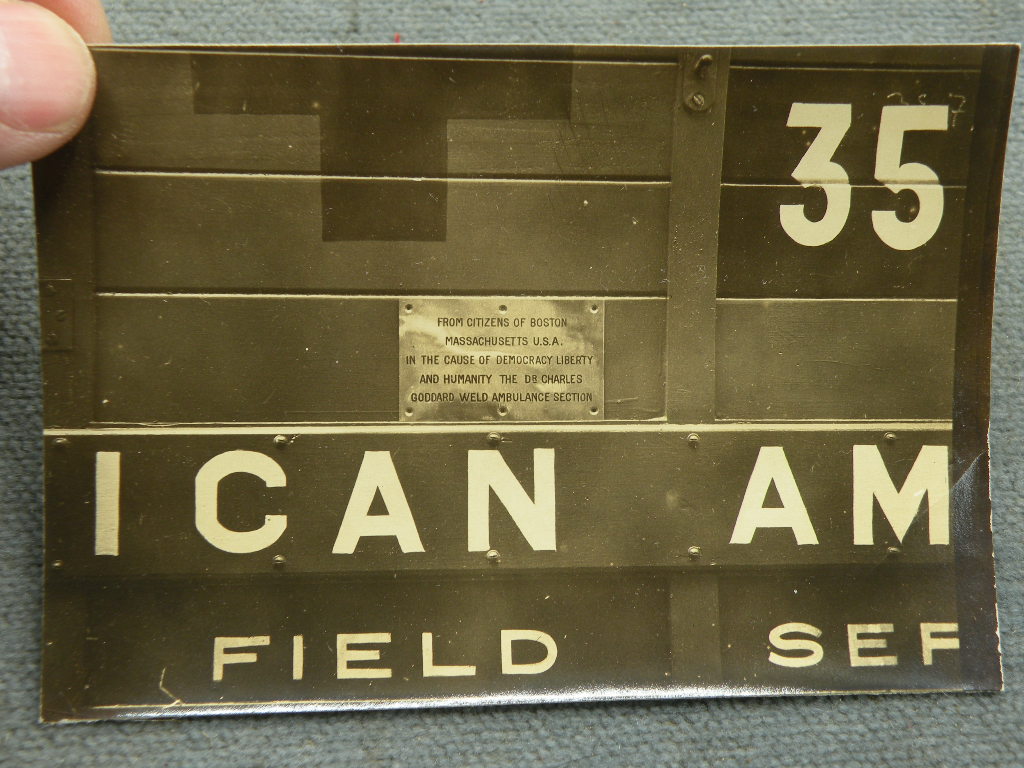 35
FROM CITIZENS OF BOSTON
MASSACHUSETTS U.S.A.
IN THE CAUSE OF DEMOCRACY LIBERTY
AND HUMANITY THE DR CHARLES
GODDARD WELD AMBULANCE SECTION
ICAN AM
FIELD SEF